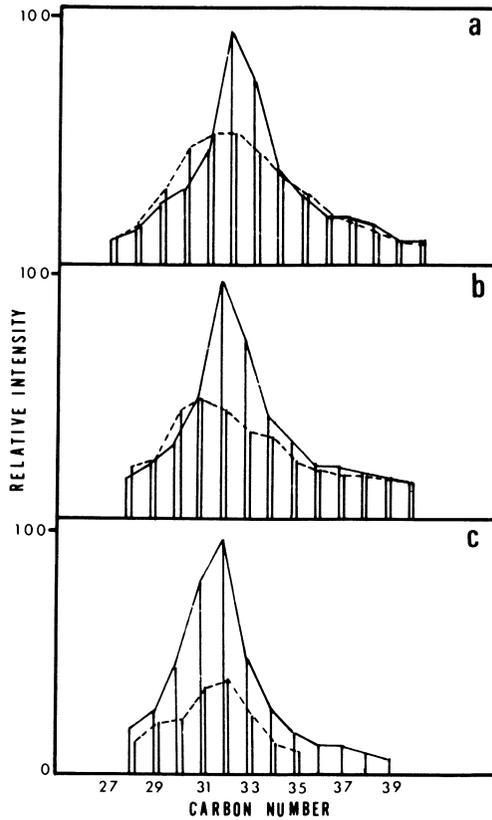 100
a
100
b
RELATIVE INTENSITY
100
c
0
27 29 31 33 35 37 39
CARBON NUMBER